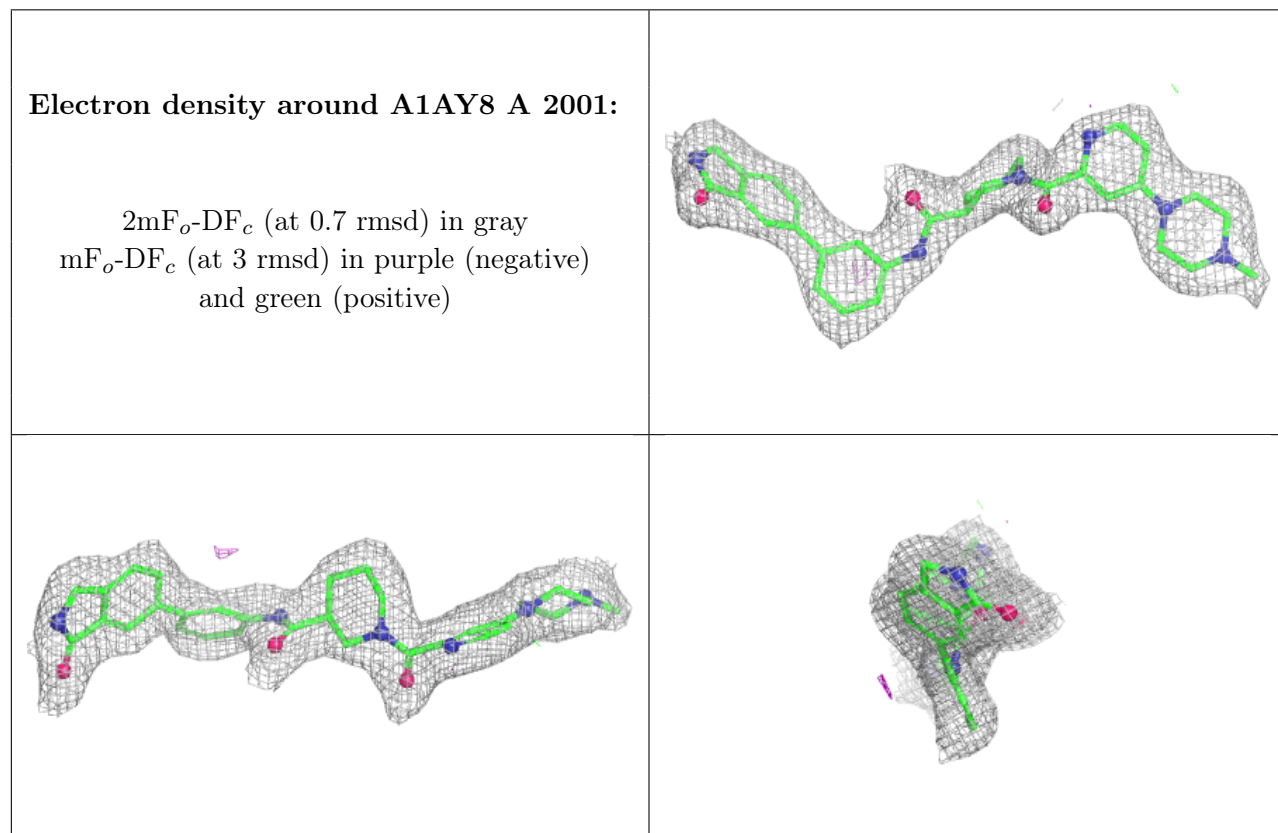 Electron density around A1AY8 A 2001:
2mFₒ-DF𝒸 (at 0.7 rmsd) in gray
mFₒ-DF𝒸 (at 3 rmsd) in purple (negative)
and green (positive)